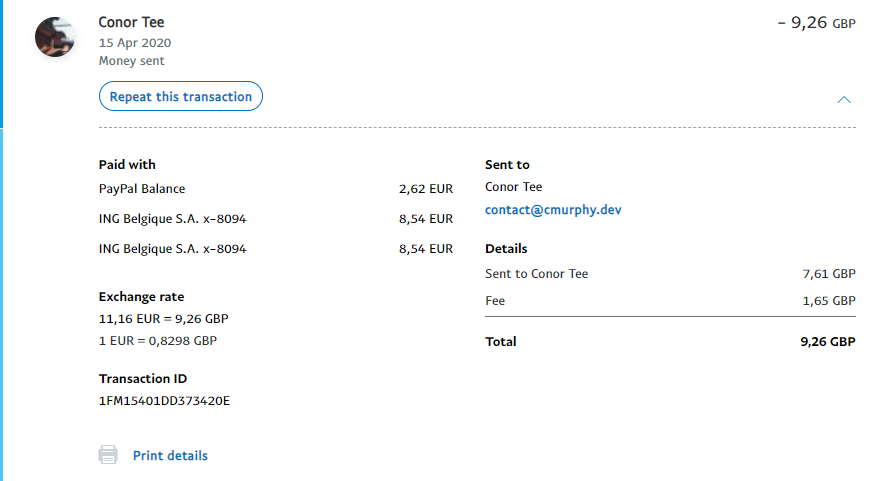 Conor Tee
– 9,26 GBP
15 Apr 2020
Money sent
Repeat this transaction
Paid with
PayPal Balance 2,62 EUR
ING Belgique S.A. x-8094 8,54 EUR
ING Belgique S.A. x-8094 8,54 EUR
Exchange rate
11,16 EUR = 9,26 GBP
1 EUR = 0,8298 GBP
Transaction ID
1FM15401DD373420E
Print details
Sent to
Conor Tee
contact@cmurphy.dev
Details
Sent to Conor Tee 7,61 GBP
Fee 1,65 GBP
Total 9,26 GBP